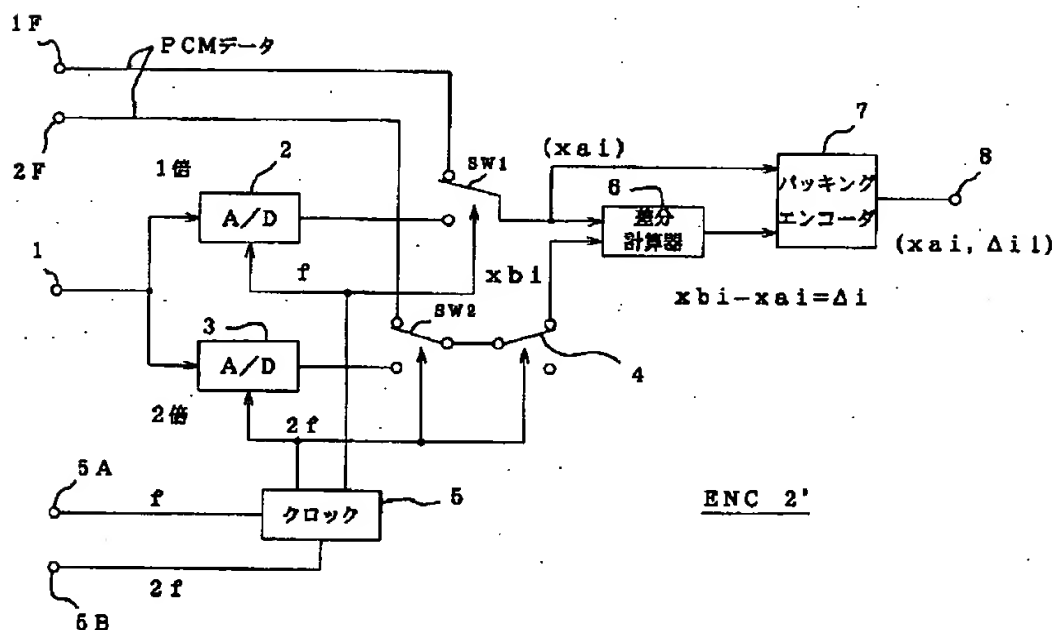 1F
PCMデータ
2F
1倍
2
A/D
SW1
(xai)
7
8
パッキング
エンコーダ
6
差分
計算器
(xai, Δi1)
1
f
xbi
xbi-xai=Δi
SW2
3
A/D
4
2倍
2f
5A
f
クロック
5
ENC 2'
2f
5B